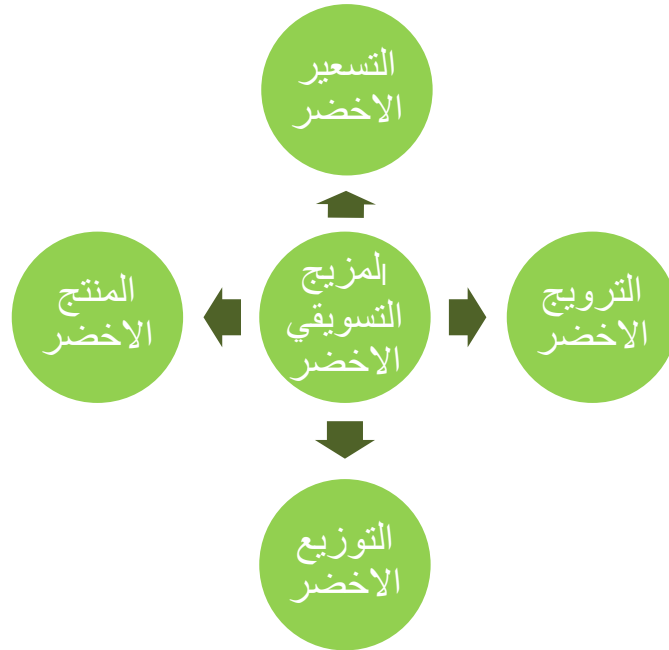 التسعير
الاخضر
الترويج
الاخضر
المزيج
التسويقي
الاخضر
المنتج
الاخضر
التوزيع
الاخضر